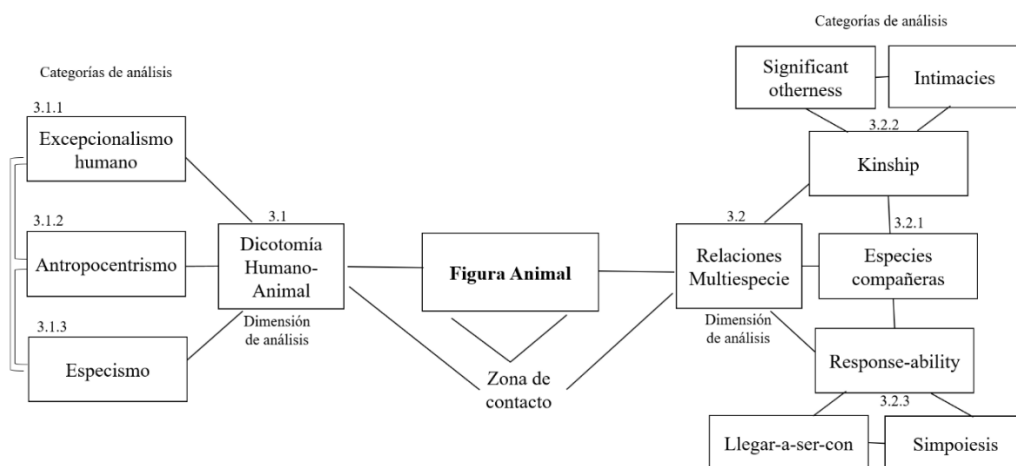 Categorías de análisis
3.1.1
Excepcionalismo
humano
3.1.2
Antropocentrismo
3.1.3
Especismo
3.1
Dicotomía
Humano-
Animal
Dimensión
de análisis
Figura Animal
Zona de
contacto
3.2
Relaciones
Multiespecie
Dimensión
de análisis
Categorías de análisis
Significant
otherness
Intimacies
3.2.2
Kinship
3.2.1
Especies
compañeras
Response-ability
3.2.3
Llegar-a-ser-con
Simpoiesis